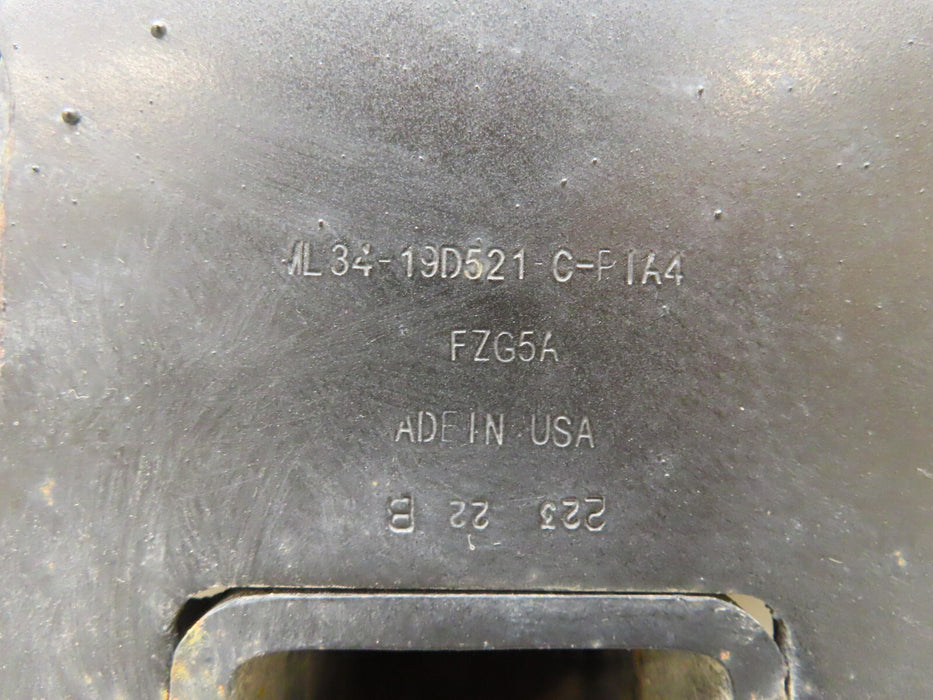 ML34-19D521-C-PIA4
FZG5A
ADE IN USA
223 22 B